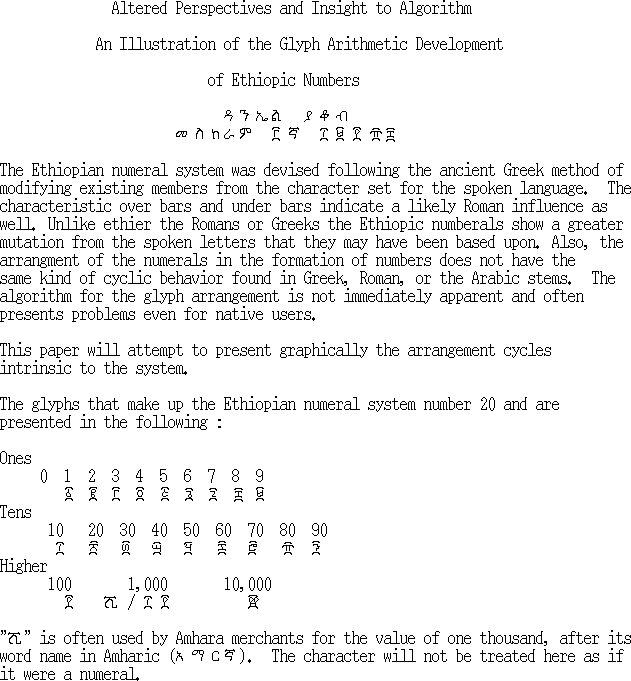 Altered Perspectives and Insight to Algorithm
An Illustration of the Glyph Arithmetic Development
of Ethiopic Numbers
ዳ ን ኤ ል ያ ቆ ብ
መ ስ ከ ራ ም ፫ ኛ ፲ ፱ ፻ ፹ ፰
The Ethiopian numeral system was devised following the ancient Greek method of
modifying existing members from the character set for the spoken language. The
characteristic over bars and under bars indicate a likely Roman influence as
well. Unlike ethier the Romans or Greeks the Ethiopic numberals show a greater
mutation from the spoken letters that they may have been based upon. Also, the
arrangment of the numerals in the formation of numbers does not have the
same kind of cyclic behavior found in Greek, Roman, or the Arabic stems. The
algorithm for the glyph arrangement is not immediately apparent and often
presents problems even for native users.
This paper will attempt to present graphically the arrangement cycles
intrinsic to the system.
The glyphs that make up the Ethiopian numeral system number 20 and are
presented in the following :
Ones
0 1 2 3 4 5 6 7 8 9
፩ ፪ ፫ ፬ ፭ ፮ ፯ ፰ ፱
Tens
10 20 30 40 50 60 70 80 90
፲ ፳ ፴ ፵ ፶ ፷ ፸ ፹ ፺
Higher
100 1,000 10,000
፻ ሺ / ፲ ፻ ፼
"ሺ" is often used by Amhara merchants for the value of one thousand, after its
word name in Amharic (አ ማ ር ኛ). The character will not be treated here as if
it were a numeral.